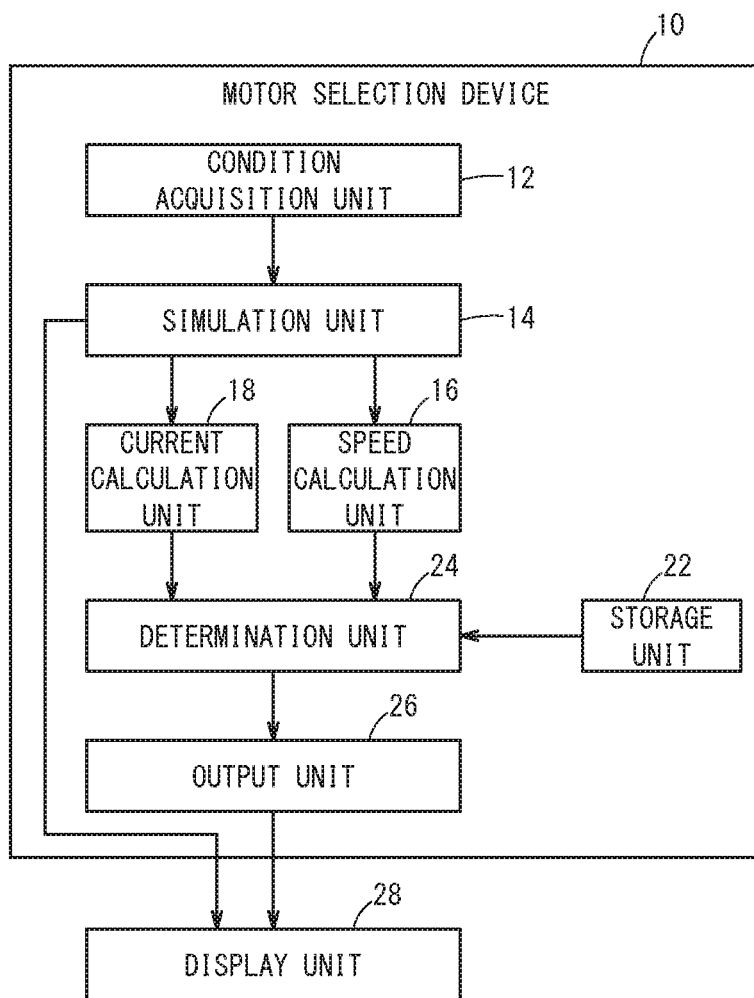 10
MOTOR SELECTION DEVICE
CONDITION
ACQUISITION UNIT
12
SIMULATION UNIT
14
18
CURRENT
CALCULATION
UNIT
16
SPEED
CALCULATION
UNIT
24
DETERMINATION UNIT
22
STORAGE
UNIT
26
OUTPUT UNIT
28
DISPLAY UNIT